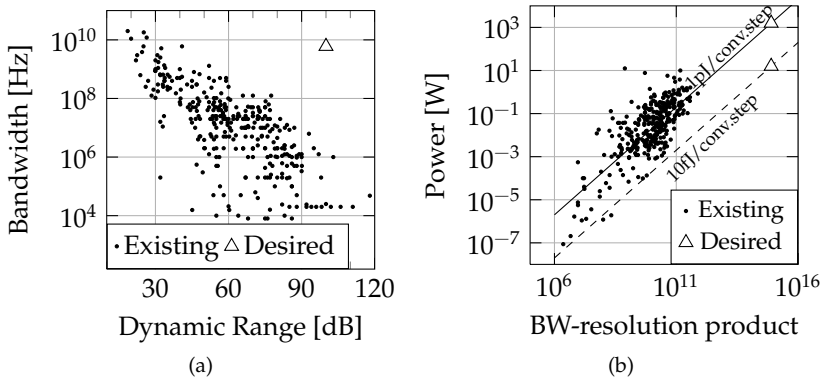 Bandwidth [Hz]
10^10
10^8
10^6
10^4
• Existing △ Desired
30 60 90 120
Dynamic Range [dB]
(a)
Power [W]
10^3
10^1
10^-1
10^-3
10^-5
10^-7
1pJ/conv.step
10fJ/conv.step
• Existing
△ Desired
10^6 10^11 10^16
BW-resolution product
(b)